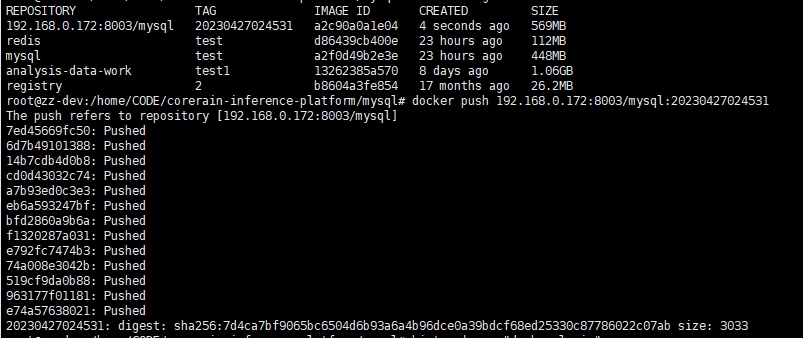 REPOSITORY TAG IMAGE ID CREATED SIZE
192.168.0.172:8003/mysql 20230427024531 a2c90a0a1e04 4 seconds ago 569MB
redis test d86439cb400e 23 hours ago 112MB
mysql test a2f0d49b2e3e 23 hours ago 448MB
analysis-data-work test1 13262385a570 8 days ago 1.06GB
registry 2 b8604a3fe854 17 months ago 26.2MB
root@zz-dev:/home/CODE/corerain-inference-platform/mysql# docker push 192.168.0.172:8003/mysql:20230427024531
The push refers to repository [192.168.0.172:8003/mysql]
7ed45669fc50: Pushed
6d7b49101388: Pushed
14b7cdb4d0b8: Pushed
cd0d43032c74: Pushed
a7b93ed0c3e3: Pushed
eb6a593247bf: Pushed
bfd2860a9b6a: Pushed
f1320287a031: Pushed
e792fc7474b3: Pushed
74a008e3042b: Pushed
519cf9da0b88: Pushed
963177f01181: Pushed
e74a57638021: Pushed
20230427024531: digest: sha256:7d4ca7bf9065bc6504d6b93a6a4b96dce0a39bdcf68ed25330c87786022c07ab size: 3033